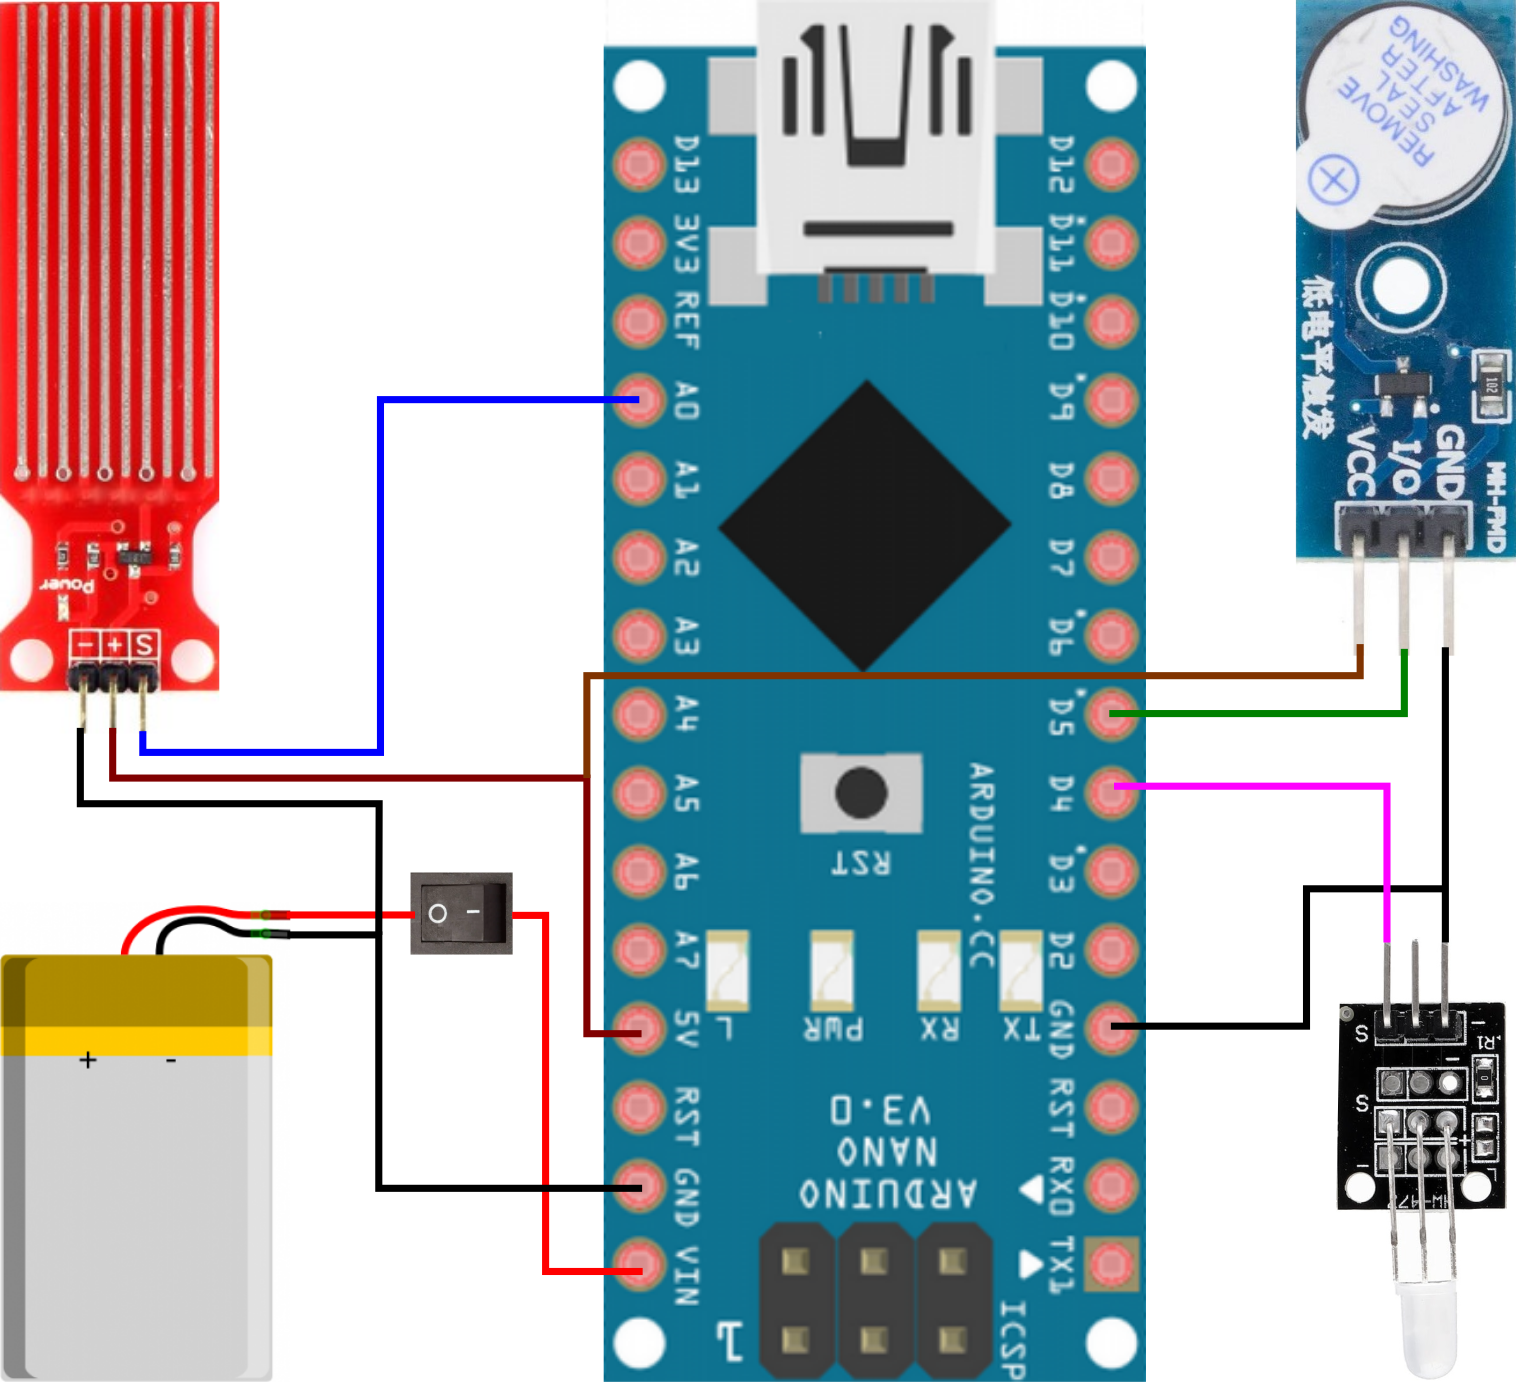 Power
- + S
+ -
O I
D13
3V3
REF
A0
A1
A2
A3
A4
A5
A6
A7
5V
RST
GND
VIN
D12
D11
D10
D9
D8
D7
D6
D5
D4
D3
D2
GND
RST
RX0
TX1
RST
ARDUINO.CC
L
PWR
RX
TX
ARDUINO
NANO
V3.0
1
ICSP
REMOVE
SEAL
AFTER
WASHING
+
低电平触发
102
VCC
I/O
GND
MH-FMD
S
-
R1
-
S
+
-
L